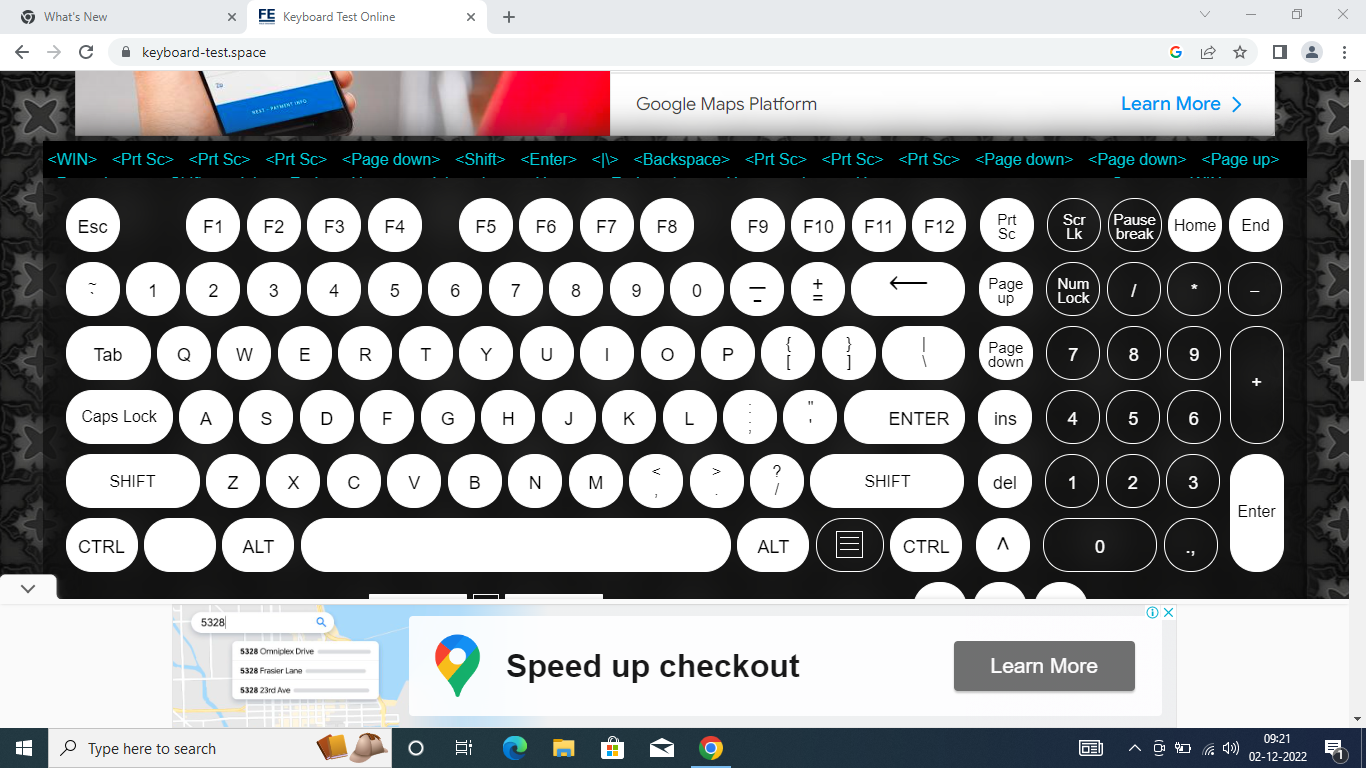 What's New
FE Keyboard Test Online
keyboard-test.space
NEXT - PAYMENT INFO
Google Maps Platform
Learn More
<WIN> <Prt Sc> <Prt Sc> <Prt Sc> <Page down> <Shift> <Enter> <|\> <Backspace> <Prt Sc> <Prt Sc> <Prt Sc> <Page down> <Page down> <Page up>
Esc F1 F2 F3 F4 F5 F6 F7 F8 F9 F10 F11 F12 Prt Sc Scr Lk Pause break Home End
~ ` 1 2 3 4 5 6 7 8 9 0 — - + = ← Page up Num Lock / * –
Tab Q W E R T Y U I O P { [ } ] | \ Page down 7 8 9 +
Caps Lock A S D F G H J K L : ; " ' ENTER ins 4 5 6
SHIFT Z X C V B N M < , > . ? / SHIFT del 1 2 3 Enter
CTRL ALT ALT CTRL ^ 0 .,
5328
5328 Omniplex Drive
5328 Frasier Lane
5328 23rd Ave
Speed up checkout
Learn More
Type here to search
09:21
02-12-2022
1